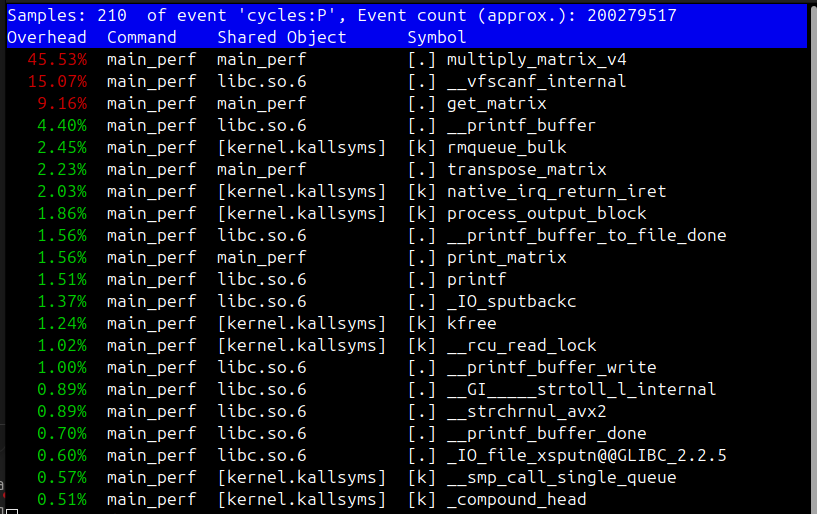 Samples: 210  of event 'cycles:P', Event count (approx.): 200279517
Overhead  Command    Shared Object      Symbol
45.53%  main_perf  main_perf          [.] multiply_matrix_v4
15.07%  main_perf  libc.so.6          [.] __vfscanf_internal
9.16%  main_perf  main_perf          [.] get_matrix
4.40%  main_perf  libc.so.6          [.] __printf_buffer
2.45%  main_perf  [kernel.kallsyms]  [k] rmqueue_bulk
2.23%  main_perf  main_perf          [.] transpose_matrix
2.03%  main_perf  [kernel.kallsyms]  [k] native_irq_return_iret
1.86%  main_perf  [kernel.kallsyms]  [k] process_output_block
1.56%  main_perf  libc.so.6          [.] __printf_buffer_to_file_done
1.56%  main_perf  main_perf          [.] print_matrix
1.51%  main_perf  libc.so.6          [.] printf
1.37%  main_perf  libc.so.6          [.] _IO_sputbackc
1.24%  main_perf  [kernel.kallsyms]  [k] kfree
1.02%  main_perf  [kernel.kallsyms]  [k] __rcu_read_lock
1.00%  main_perf  libc.so.6          [.] __printf_buffer_write
0.89%  main_perf  libc.so.6          [.] __GI_____strtoll_l_internal
0.89%  main_perf  libc.so.6          [.] __strchrnul_avx2
0.70%  main_perf  libc.so.6          [.] __printf_buffer_done
0.60%  main_perf  libc.so.6          [.] _IO_file_xsputn@@GLIBC_2.2.5
0.57%  main_perf  [kernel.kallsyms]  [k] __smp_call_single_queue
0.51%  main_perf  [kernel.kallsyms]  [k] _compound_head